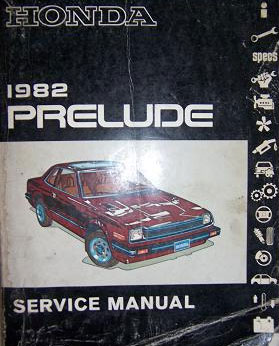 HONDA
1982
PRELUDE
specs
SERVICE MANUAL